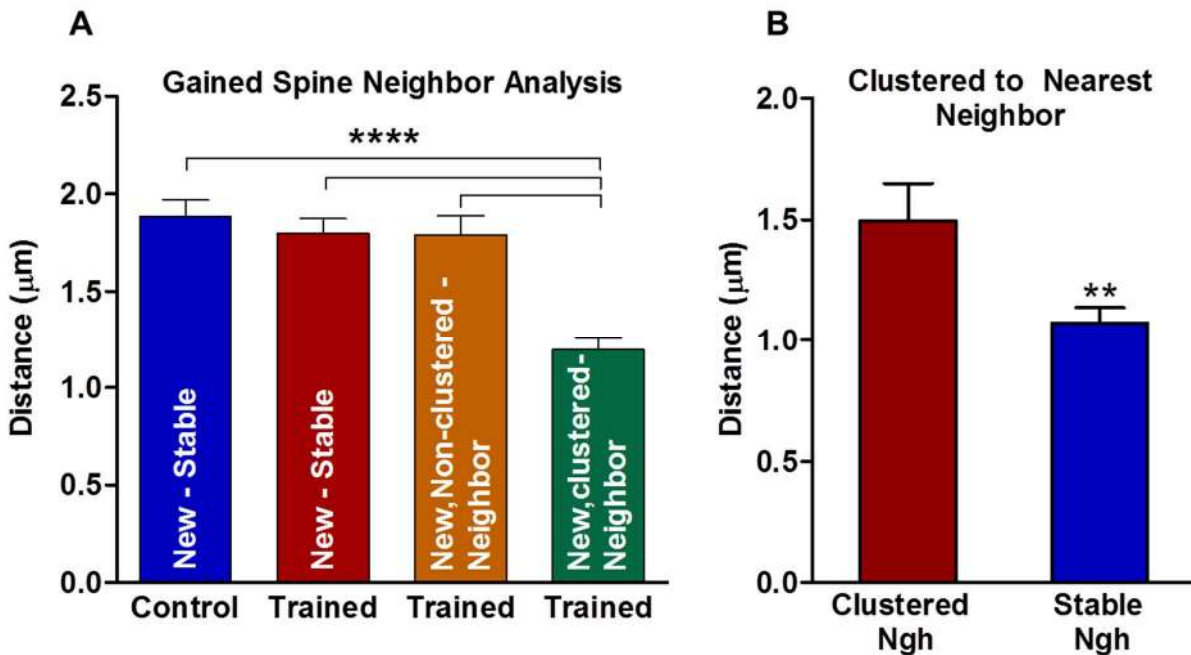 A
Gained Spine Neighbor Analysis
2.5
2.0
1.5
1.0
0.5
0.0
Distance (μm)
****
New - Stable
New - Stable
New,Non-clustered -
Neighbor
New,clustered-
Neighbor
Control
Trained
Trained
Trained
B
Clustered to Nearest
Neighbor
2.0
1.5
1.0
0.5
0.0
Distance (μm)
**
Clustered
Ngh
Stable
Ngh